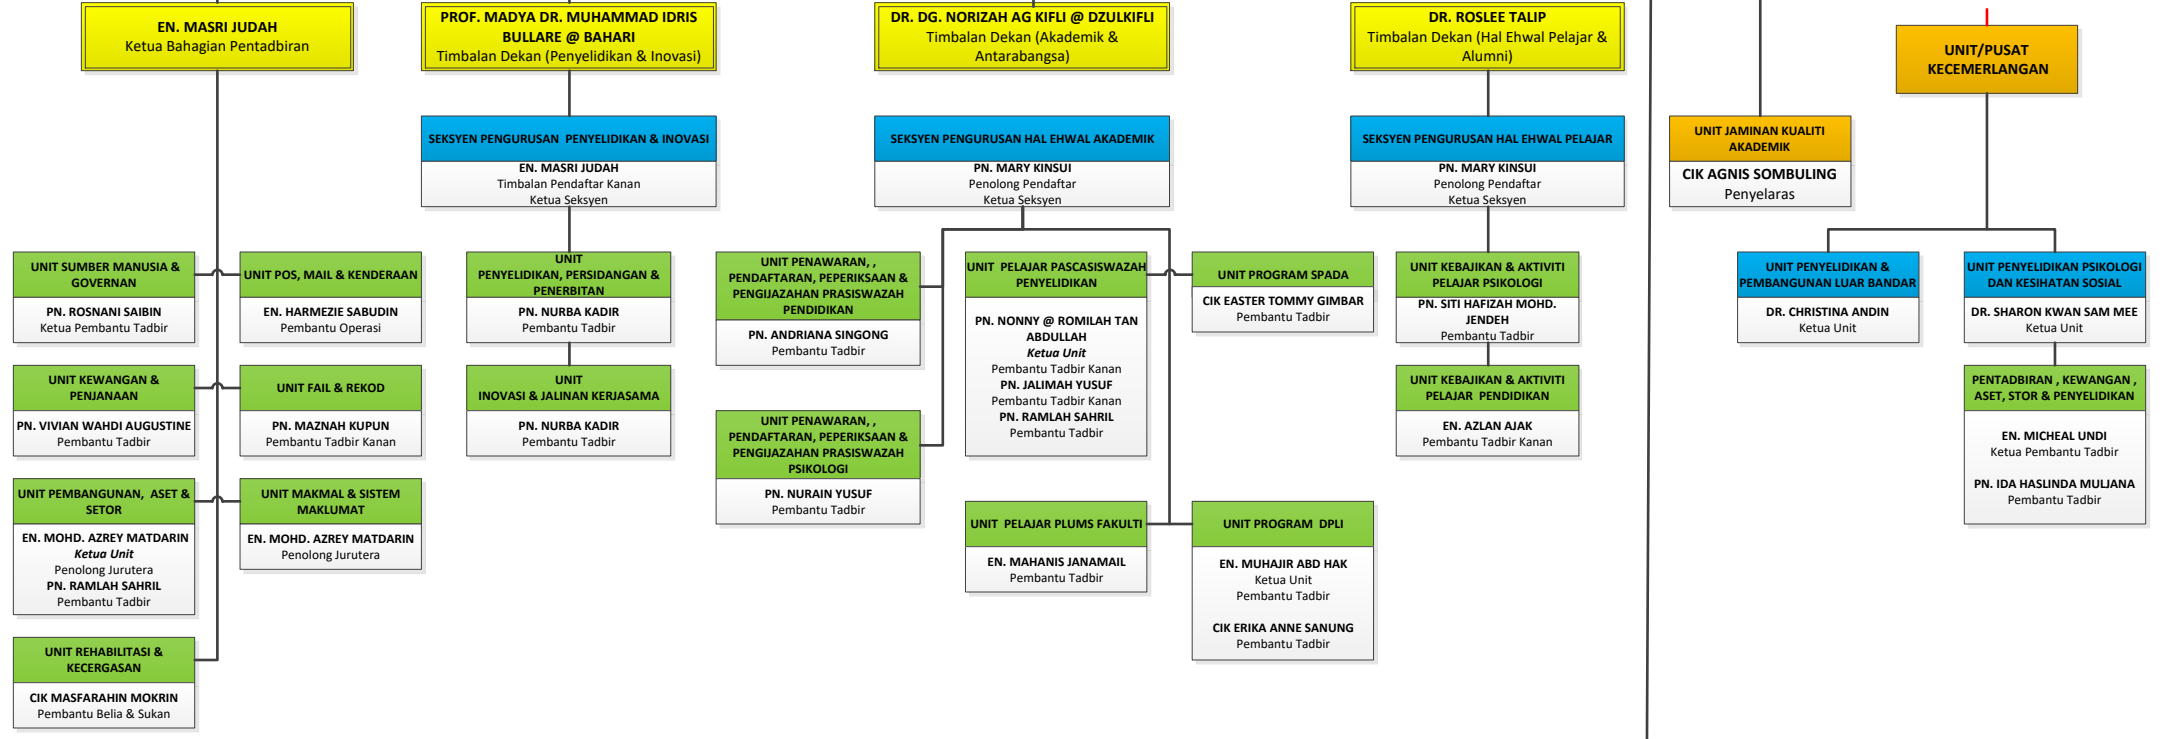 EN. MASRI JUDAH
Ketua Bahagian Pentadbiran
PROF. MADYA DR. MUHAMMAD IDRIS
BULLARE @ BAHARI
Timbalan Dekan (Penyelidikan & Inovasi)
DR. DG. NORIZAH AG KIFLI @ DZULKIFLI
Timbalan Dekan (Akademik &
Antarabangsa)
DR. ROSLEE TALIP
Timbalan Dekan (Hal Ehwal Pelajar &
Alumni)
UNIT/PUSAT
KECEMERLANGAN
SEKSYEN PENGURUSAN PENYELIDIKAN & INOVASI
EN. MASRI JUDAH
Timbalan Pendaftar Kanan
Ketua Seksyen
SEKSYEN PENGURUSAN HAL EHWAL AKADEMIK
PN. MARY KINSUI
Penolong Pendaftar
Ketua Seksyen
SEKSYEN PENGURUSAN HAL EHWAL PELAJAR
PN. MARY KINSUI
Penolong Pendaftar
Ketua Seksyen
UNIT JAMINAN KUALITI
AKADEMIK
CIK AGNIS SOMBULING
Penyelaras
UNIT SUMBER MANUSIA &
GOVERNAN
PN. ROSNANI SAIBIN
Ketua Pembantu Tadbir
UNIT POS, MAIL & KENDERAAN
EN. HARMEZIE SABUDIN
Pembantu Operasi
UNIT
PENYELIDIKAN, PERSIDANGAN &
PENERBITAN
PN. NURBA KADIR
Pembantu Tadbir
UNIT PENAWARAN, ,
PENDAFTARAN, PEPERIKSAAN &
PENGIJAZAHAN PRASISWAZAH
PENDIDIKAN
PN. ANDRIANA SINGONG
Pembantu Tadbir
UNIT PELAJAR PASCASISWAZAH
PENYELIDIKAN
PN. NONNY @ ROMILAH TAN
ABDULLAH
Ketua Unit
Pembantu Tadbir Kanan
PN. JALIMAH YUSUF
Pembantu Tadbir Kanan
PN. RAMLAH SAHRIL
Pembantu Tadbir
UNIT PROGRAM SPADA
CIK EASTER TOMMY GIMBAR
Pembantu Tadbir
UNIT KEBAJIKAN & AKTIVITI
PELAJAR PSIKOLOGI
PN. SITI HAFIZAH MOHD.
JENDEH
Pembantu Tadbir
UNIT PENYELIDIKAN &
PEMBANGUNAN LUAR BANDAR
DR. CHRISTINA ANDIN
Ketua Unit
UNIT PENYELIDIKAN PSIKOLOGI
DAN KESIHATAN SOSIAL
DR. SHARON KWAN SAM MEE
Ketua Unit
UNIT KEWANGAN &
PENJANAAN
PN. VIVIAN WAHDI AUGUSTINE
Pembantu Tadbir
UNIT FAIL & REKOD
PN. MAZNAH KUPUN
Pembantu Tadbir Kanan
UNIT
INOVASI & JALINAN KERJASAMA
PN. NURBA KADIR
Pembantu Tadbir
UNIT PENAWARAN, ,
PENDAFTARAN, PEPERIKSAAN &
PENGIJAZAHAN PRASISWAZAH
PSIKOLOGI
PN. NURAIN YUSUF
Pembantu Tadbir
UNIT KEBAJIKAN & AKTIVITI
PELAJAR PENDIDIKAN
EN. AZLAN AJAK
Pembantu Tadbir Kanan
PENTADBIRAN , KEWANGAN ,
ASET, STOR & PENYELIDIKAN
EN. MICHEAL UNDI
Ketua Pembantu Tadbir
PN. IDA HASLINDA MULJANA
Pembantu Tadbir
UNIT PEMBANGUNAN, ASET &
SETOR
EN. MOHD. AZREY MATDARIN
Ketua Unit
Penolong Jurutera
PN. RAMLAH SAHRIL
Pembantu Tadbir
UNIT MAKMAL & SISTEM
MAKLUMAT
EN. MOHD. AZREY MATDARIN
Penolong Jurutera
UNIT PELAJAR PLUMS FAKULTI
EN. MAHANIS JANAMAIL
Pembantu Tadbir
UNIT PROGRAM DPLI
EN. MUHAJIR ABD HAK
Ketua Unit
Pembantu Tadbir
CIK ERIKA ANNE SANUNG
Pembantu Tadbir
UNIT REHABILITASI &
KECERGASAN
CIK MASFARAHIN MOKRIN
Pembantu Belia & Sukan